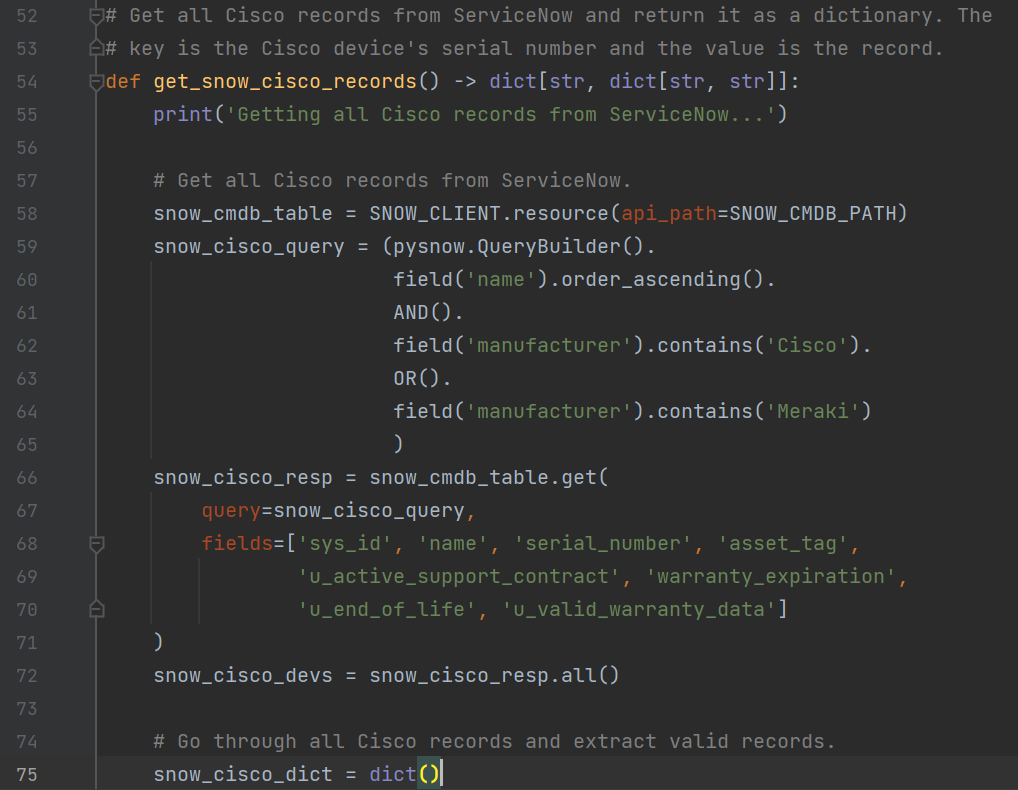 52 # Get all Cisco records from ServiceNow and return it as a dictionary. The
53 # key is the Cisco device's serial number and the value is the record.
54 def get_snow_cisco_records() -> dict[str, dict[str, str]]:
55     print('Getting all Cisco records from ServiceNow...')
56
57     # Get all Cisco records from ServiceNow.
58     snow_cmdb_table = SNOW_CLIENT.resource(api_path=SNOW_CMDB_PATH)
59     snow_cisco_query = (pysnow.QueryBuilder().
60                         field('name').order_ascending().
61                         AND().
62                         field('manufacturer').contains('Cisco').
63                         OR().
64                         field('manufacturer').contains('Meraki')
65                         )
66     snow_cisco_resp = snow_cmdb_table.get(
67         query=snow_cisco_query,
68         fields=['sys_id', 'name', 'serial_number', 'asset_tag',
69                 'u_active_support_contract', 'warranty_expiration',
70                 'u_end_of_life', 'u_valid_warranty_data']
71     )
72     snow_cisco_devs = snow_cisco_resp.all()
73
74     # Go through all Cisco records and extract valid records.
75     snow_cisco_dict = dict()